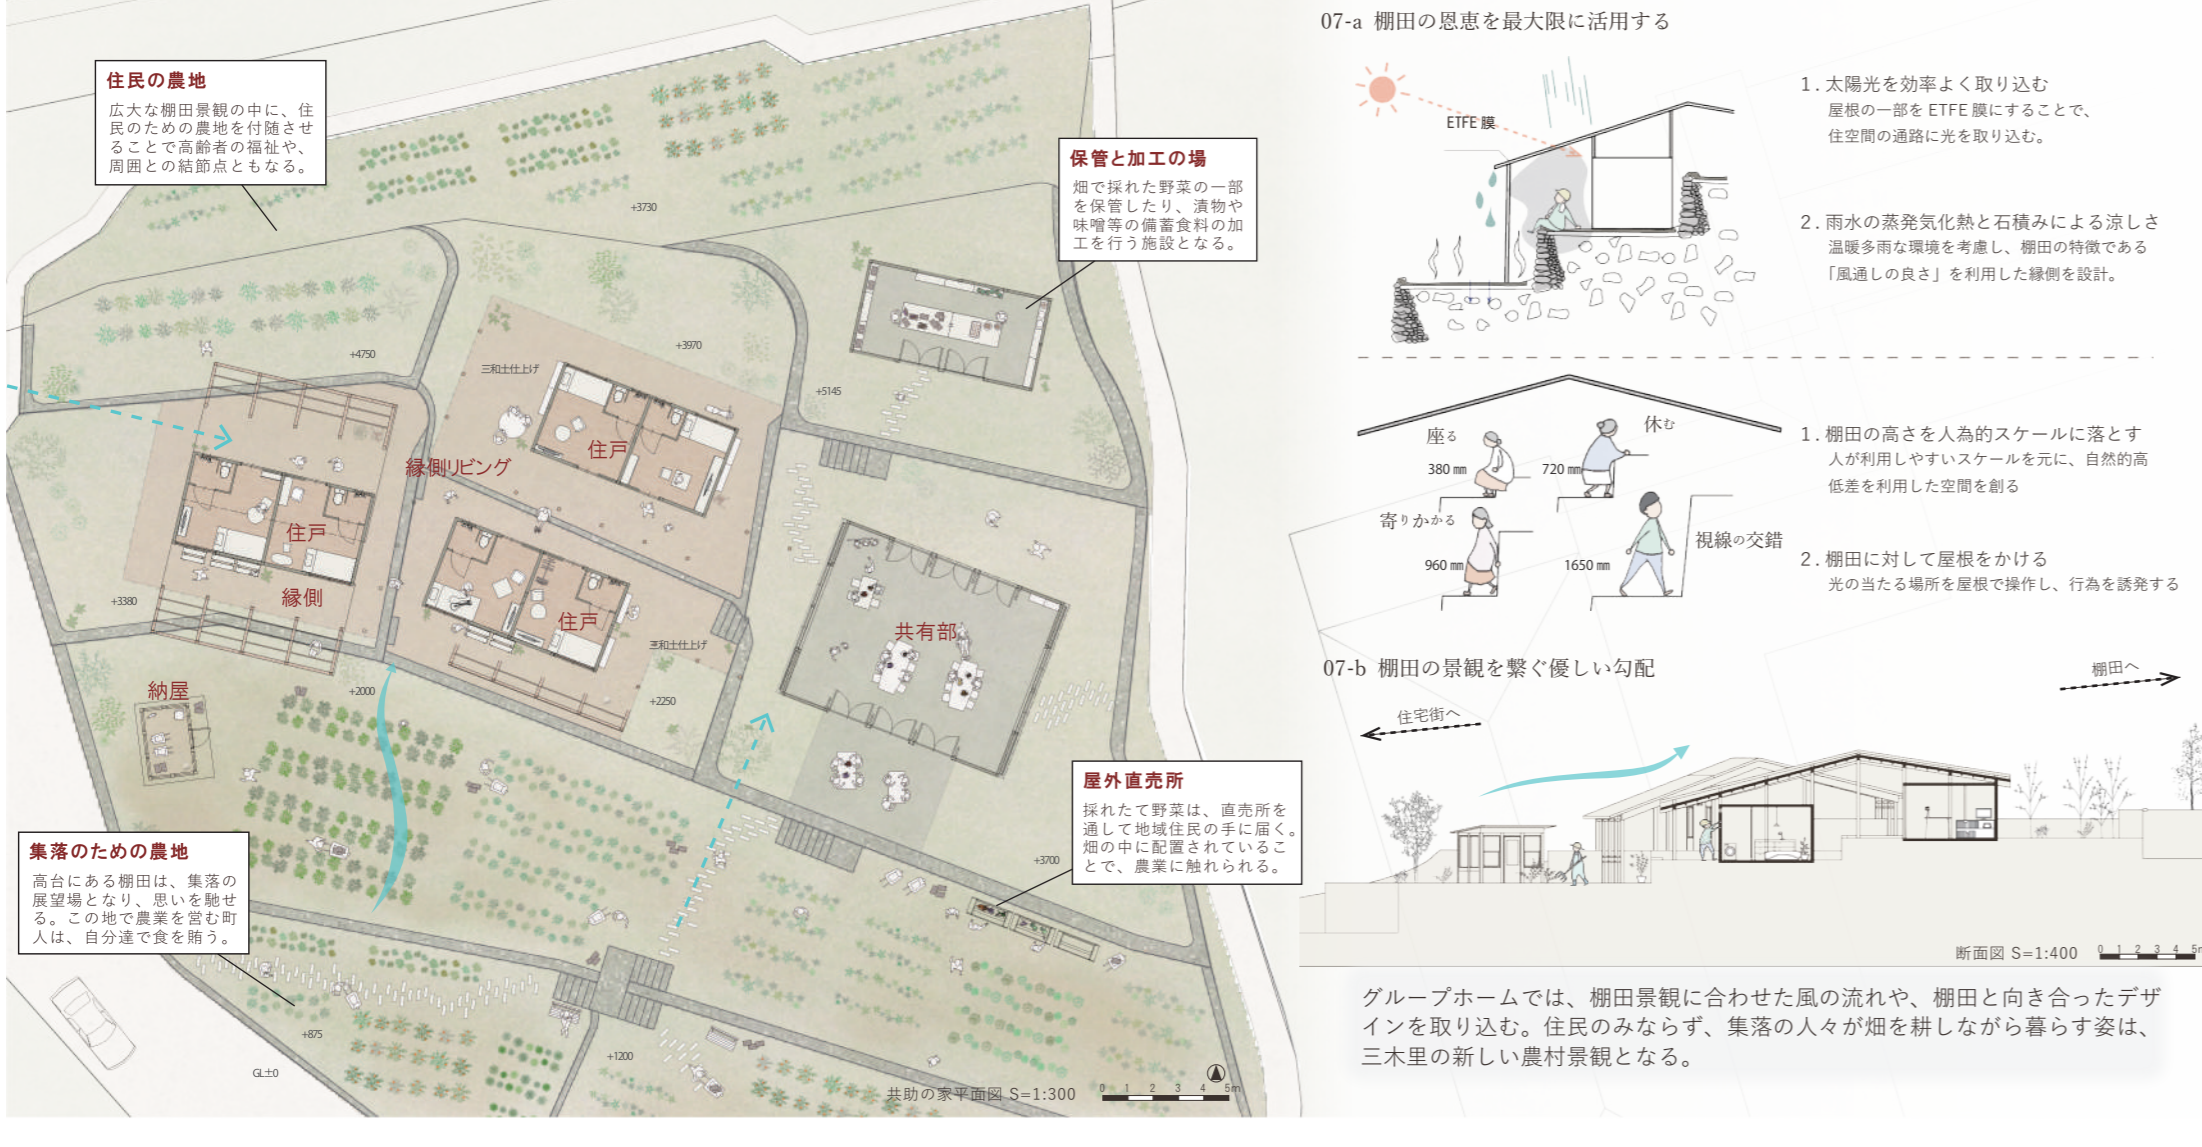 住民の農地
広大な棚田景観の中に、住
民のための農地を付随させ
ることで高齢者の福祉や、
周囲との結節点ともなる。
保管と加工の場
畑で採れた野菜の一部
を保管したり、漬物や
味噌等の備蓄食料の加
工を行う施設となる。
+3730
+4750
三和土仕上げ
+3970
+5145
住戸
縁側リビング
住戸
縁側
+3380
住戸
三和土仕上げ
共有部
納屋
+2000
+2250
屋外直売所
採れたて野菜は、直売所を
通して地域住民の手に届く。
畑の中に配置されているこ
とで、農業に触れられる。
+3700
集落のための農地
高台にある棚田は、集落の
展望場となり、思いを馳せ
る。この地で農業を営む町
人は、自分達で食を賄う。
+875
+1200
GL±0
共助の家平面図 S=1:300
0 1 2 3 4 5m
07-a 棚田の恩恵を最大限に活用する
ETFE 膜
1. 太陽光を効率よく取り込む
屋根の一部を ETFE 膜にすることで、
住空間の通路に光を取り込む。
2. 雨水の蒸発気化熱と石積みによる涼しさ
温暖多雨な環境を考慮し、棚田の特徴である
「風通しの良さ」を利用した縁側を設計。
座る
380 ㎜
720 ㎜
休む
寄りかかる
960 ㎜
1650 ㎜
視線の交錯
1. 棚田の高さを人為的スケールに落とす
人が利用しやすいスケールを元に、自然的高
低差を利用した空間を創る
2. 棚田に対して屋根をかける
光の当たる場所を屋根で操作し、行為を誘発する
07-b 棚田の景観を繋ぐ優しい勾配
住宅街へ
棚田へ
断面図 S=1:400
0 1 2 3 4 5m
グループホームでは、棚田景観に合わせた風の流れや、棚田と向き合ったデザ
インを取り込む。住民のみならず、集落の人々が畑を耕しながら暮らす姿は、
三木里の新しい農村景観となる。